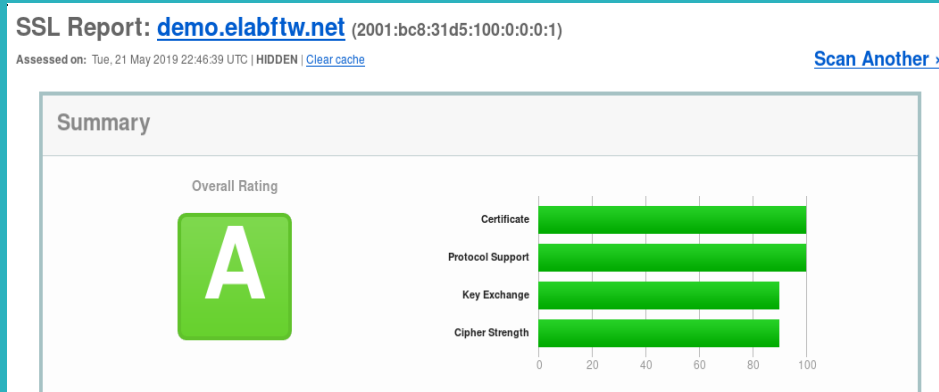 SSL Report: demo.elabftw.net (2001:bc8:31d5:100:0:0:0:1)
Assessed on: Tue, 21 May 2019 22:46:39 UTC | HIDDEN | Clear cache
Scan Another »
Summary
Overall Rating
A
Certificate
Protocol Support
Key Exchange
Cipher Strength
0 20 40 60 80 100